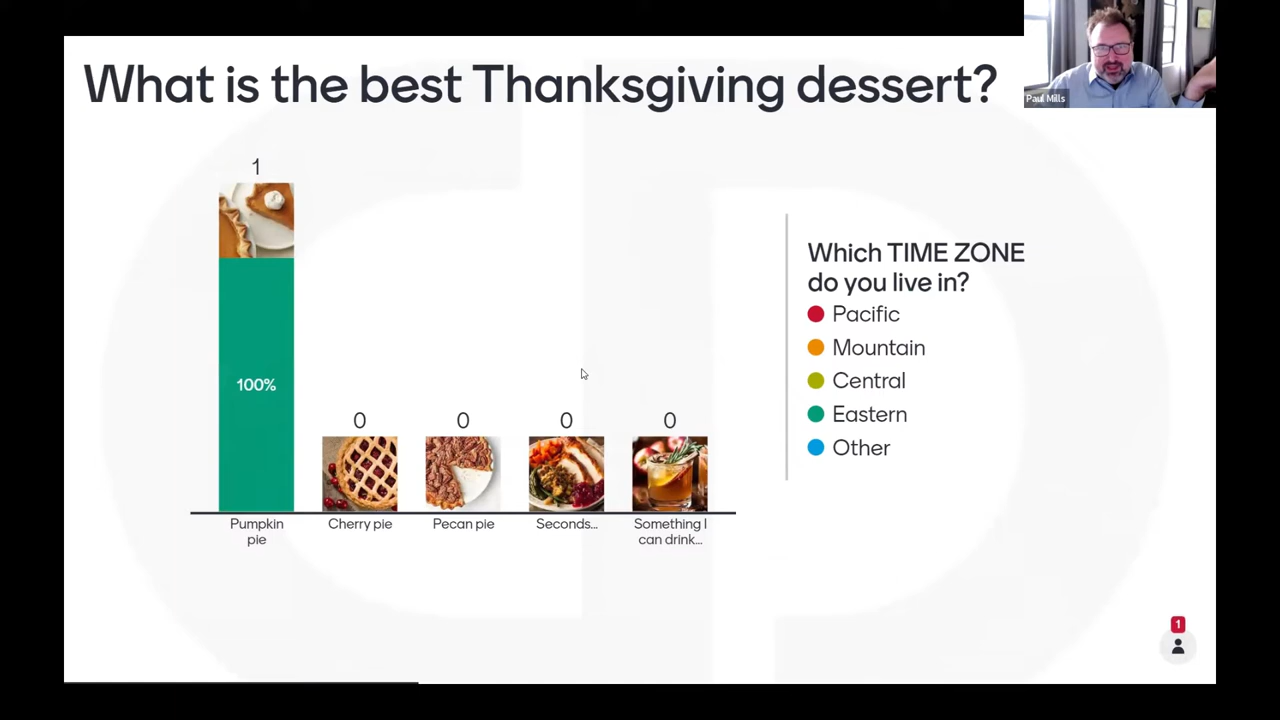 What is the best Thanksgiving dessert?
Paul Mills
1
100%
0
0
0
0
Pumpkin
pie
Cherry pie
Pecan pie
Seconds...
Something I
can drink...
Which TIME ZONE
do you live in?
Pacific
Mountain
Central
Eastern
Other
1